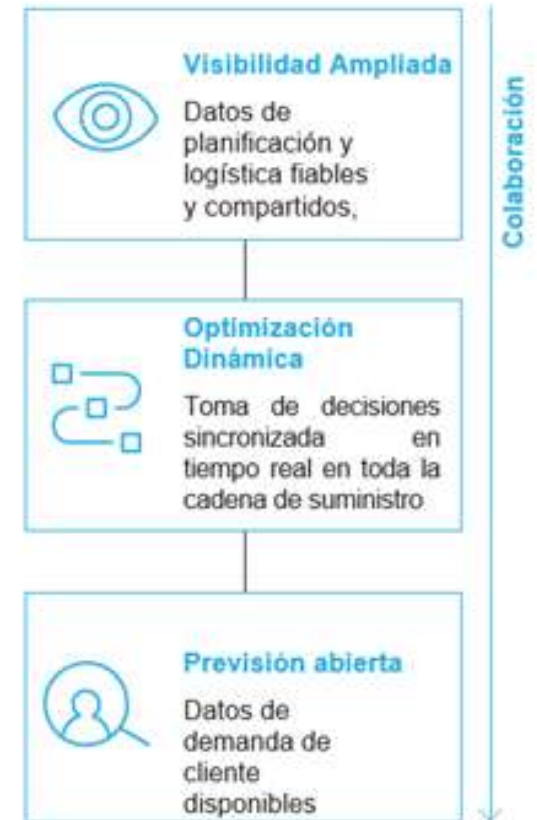 Visibilidad Ampliada
Datos de
planificación y
logística fiables
y compartidos,
Colaboración
Optimización
Dinámica
Toma de decisiones
sincronizada en
tiempo real en toda la
cadena de suministro
Previsión abierta
Datos de
demanda de
cliente
disponibles